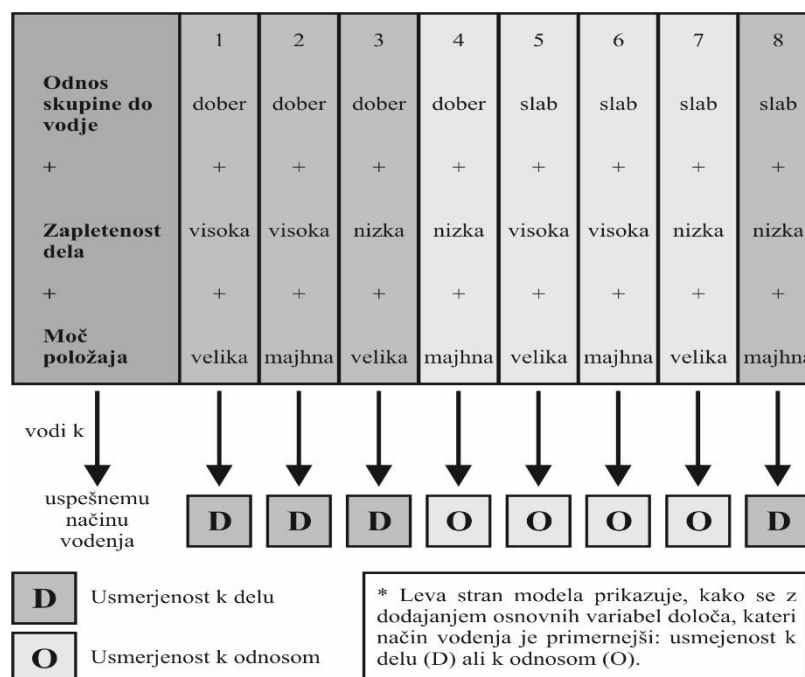 1 2 3 4 5 6 7 8
Odnos
skupine do
vodje
dober dober dober dober slab slab slab slab
+ + + + + + + + +
Zapletenost
dela
visoka visoka nizka nizka visoka visoka nizka nizka
+ + + + + + + + +
Moč
položaja
velika majhna velika majhna velika majhna velika majhna
vodi k
uspešnemu
načinu
vodenja
D D D O O O O D
D Usmerjenost k delu
O Usmerjenost k odnosom
* Leva stran modela prikazuje, kako se z
dodajanjem osnovnih variabel določa, kateri
način vodenja je primernejši: usmejenost k
delu (D) ali k odnosom (O).